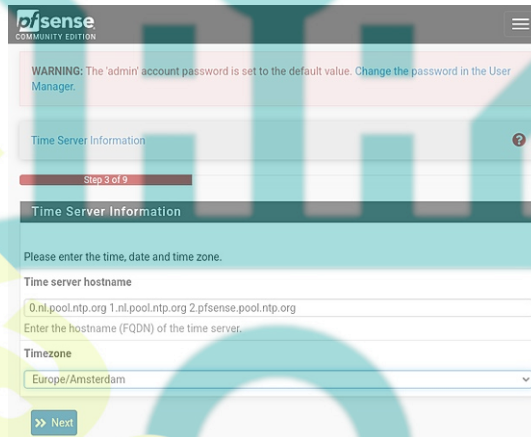 pfsense
COMMUNITY EDITION
WARNING: The 'admin' account password is set to the default value. Change the password in the User
Manager.
Time Server Information
Step 3 of 9
Time Server Information
Please enter the time, date and time zone.
Time server hostname
0.nl.pool.ntp.org 1.nl.pool.ntp.org 2.pfsense.pool.ntp.org
Enter the hostname (FQDN) of the time server.
Timezone
Europe/Amsterdam
Next